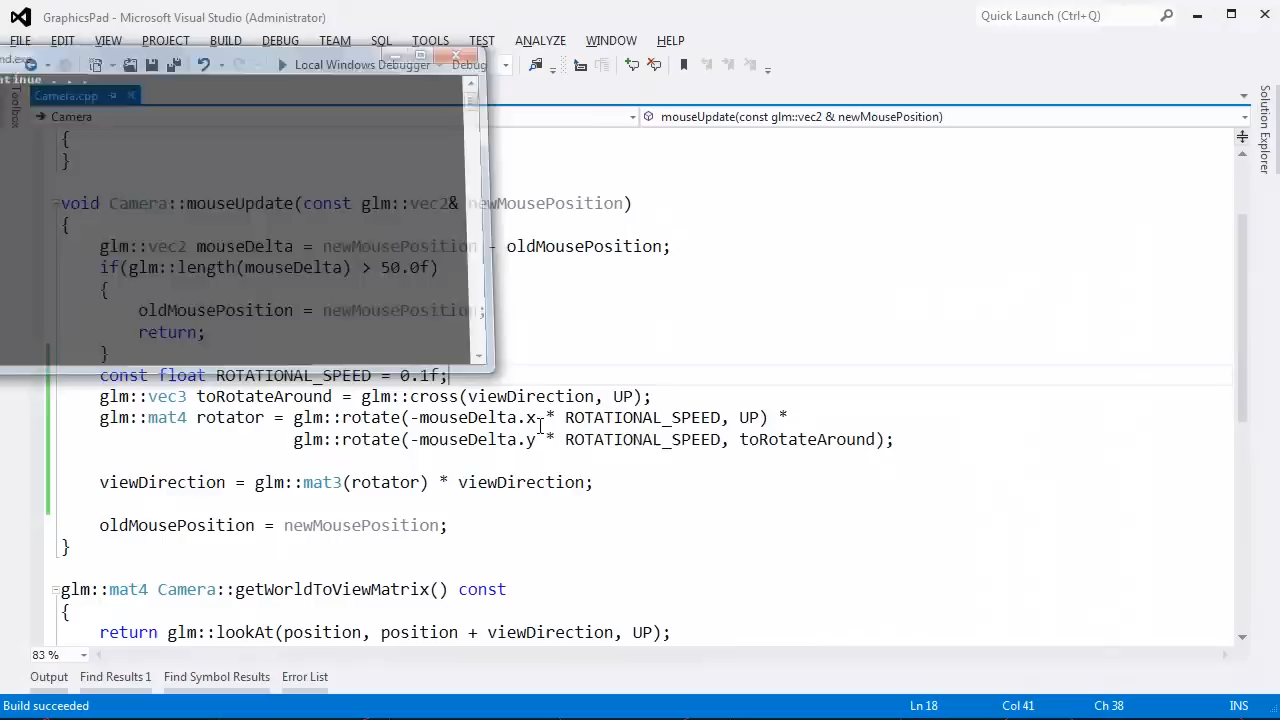 GraphicsPad - Microsoft Visual Studio (Administrator)
Quick Launch (Ctrl+Q)
FILE EDIT VIEW PROJECT BUILD DEBUG TEAM SQL TOOLS TEST ANALYZE WINDOW HELP
nd.exe
Local Windows Debugger Debug
ntinue . . .
Toolbox
Camera.cpp
Solution Explorer
Camera
mouseUpdate(const glm::vec2 & newMousePosition)
{
}
void Camera::mouseUpdate(const glm::vec2& newMousePosition)
{
glm::vec2 mouseDelta = newMousePosition - oldMousePosition;
if(glm::length(mouseDelta) > 50.0f)
{
oldMousePosition = newMousePosition;
return;
}
const float ROTATIONAL_SPEED = 0.1f;
glm::vec3 toRotateAround = glm::cross(viewDirection, UP);
glm::mat4 rotator = glm::rotate(-mouseDelta.x * ROTATIONAL_SPEED, UP) *
glm::rotate(-mouseDelta.y * ROTATIONAL_SPEED, toRotateAround);
viewDirection = glm::mat3(rotator) * viewDirection;
oldMousePosition = newMousePosition;
}
glm::mat4 Camera::getWorldToViewMatrix() const
{
return glm::lookAt(position, position + viewDirection, UP);
83 %
Output Find Results 1 Find Symbol Results Error List
Build succeeded Ln 18 Col 41 Ch 38 INS